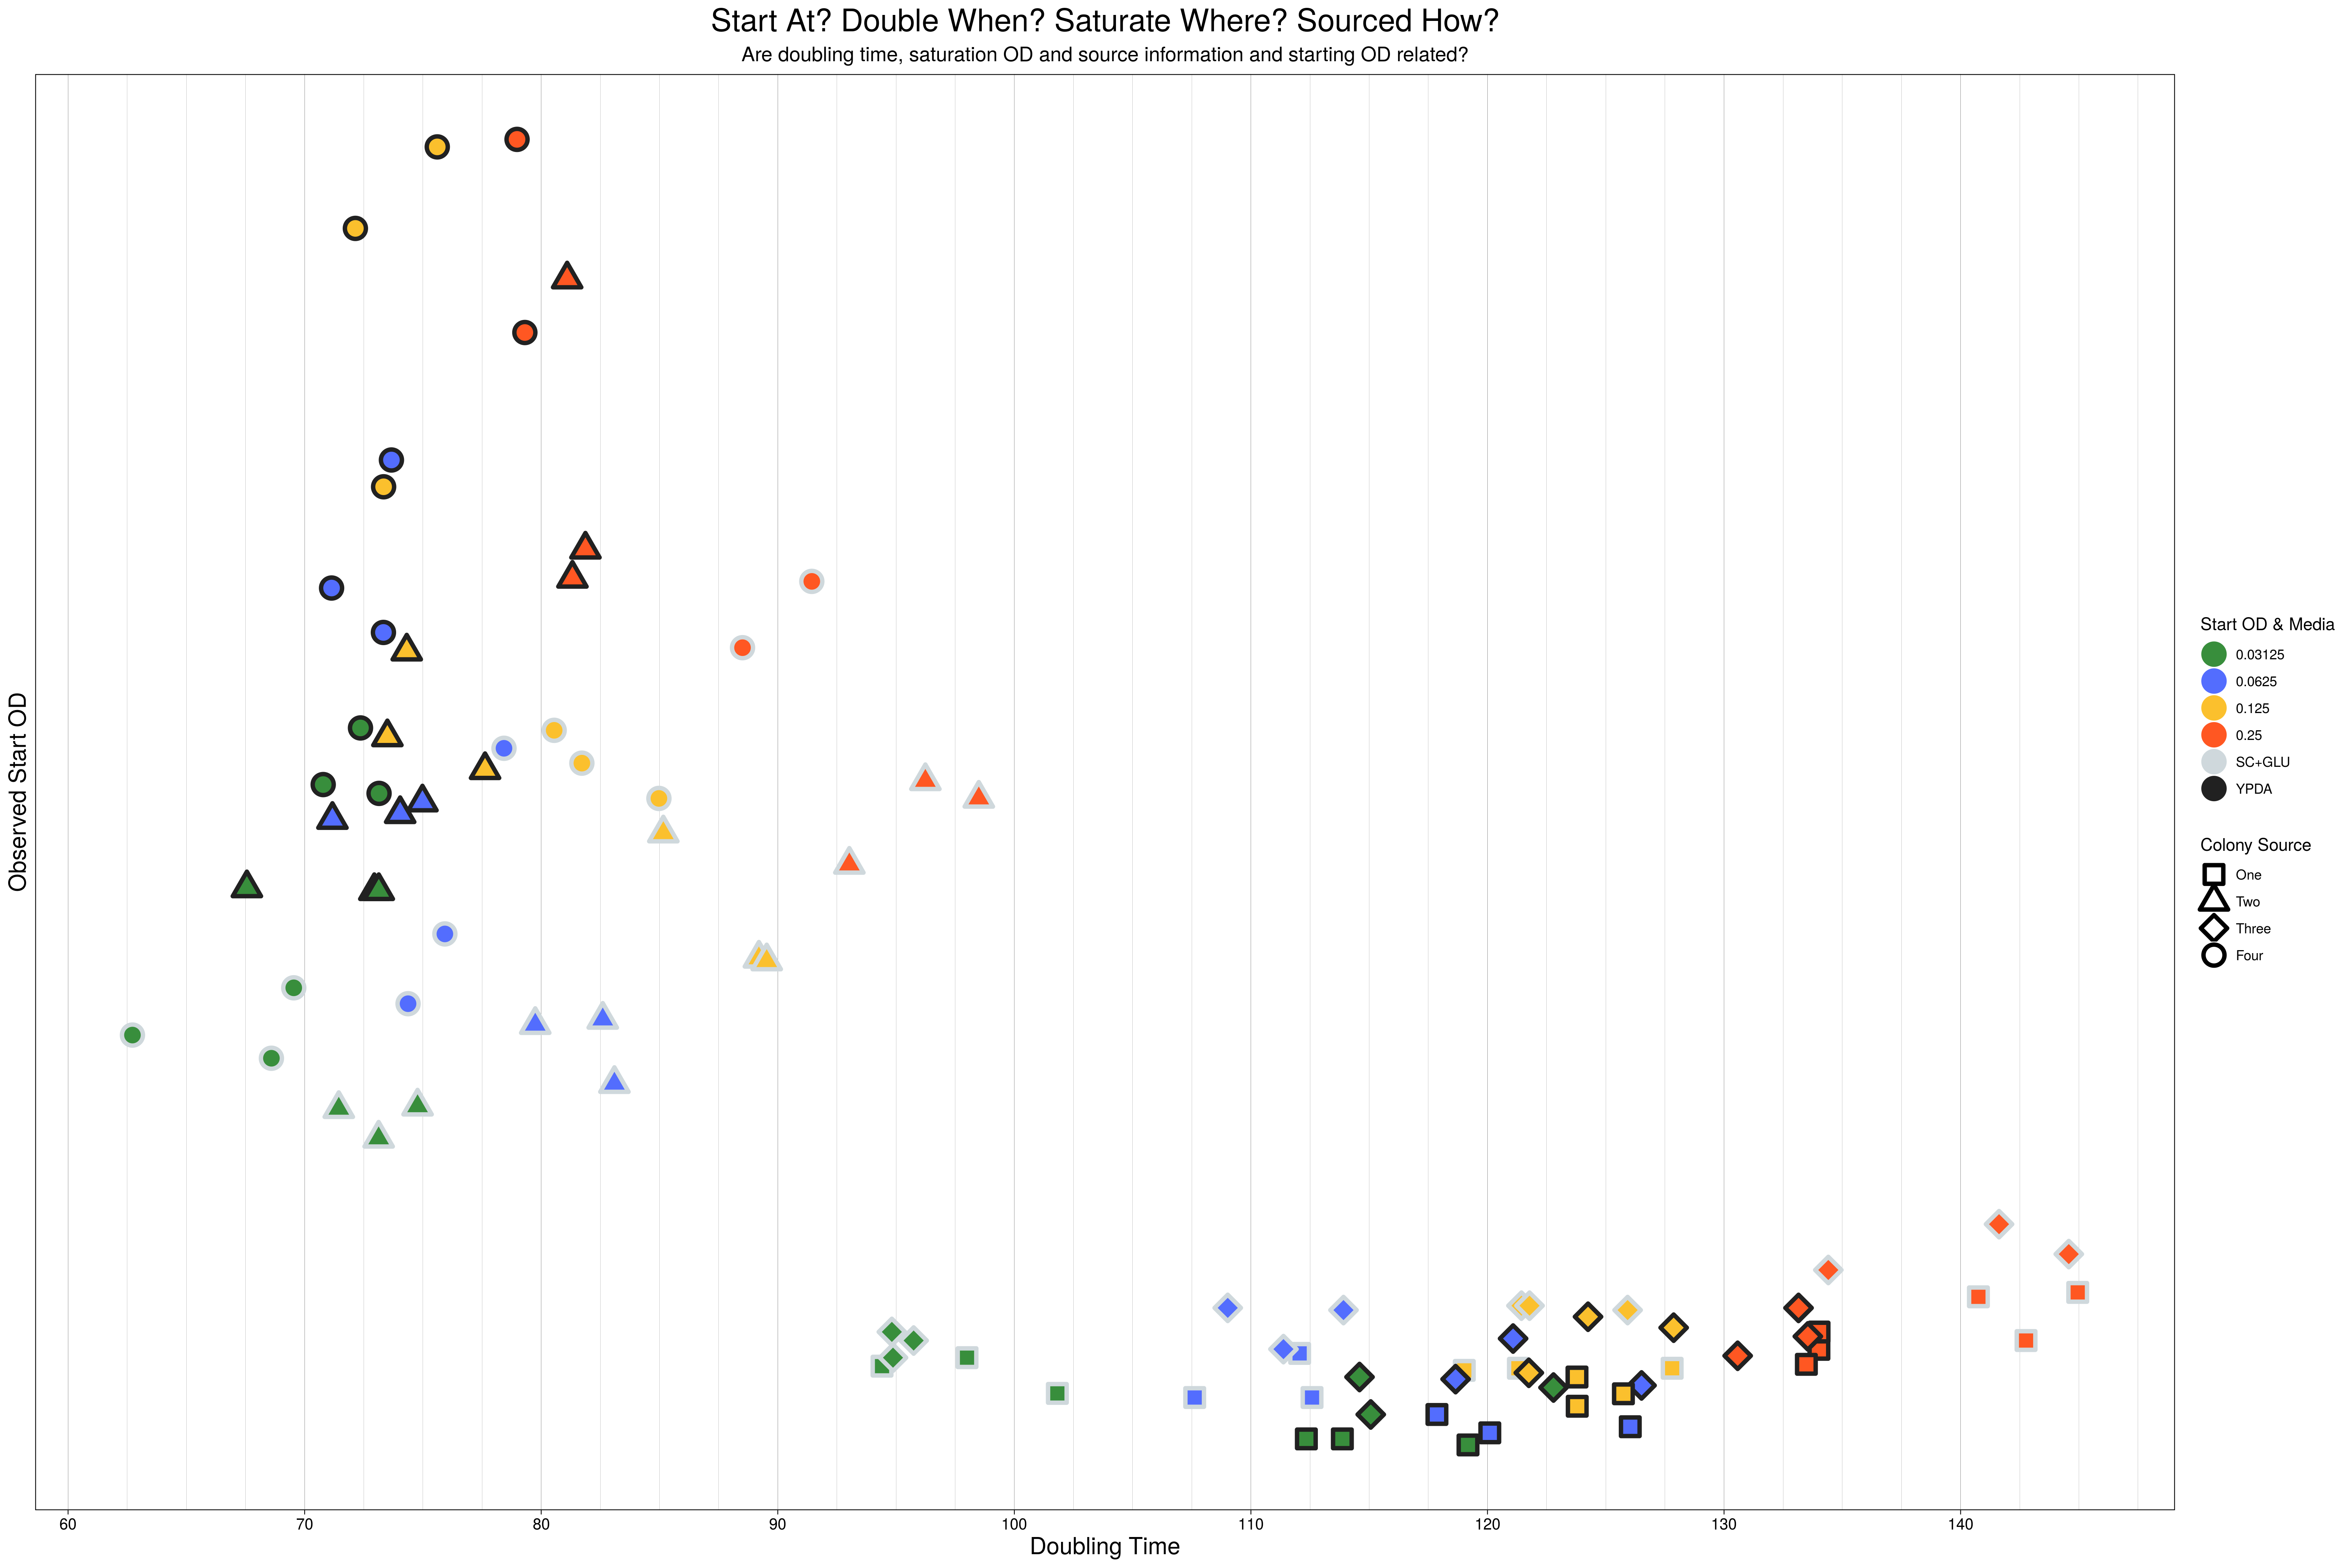 Start At? Double When? Saturate Where? Sourced How?
Are doubling time, saturation OD and source information and starting OD related?
Observed Start OD
60 70 80 90 100 110 120 130 140
Doubling Time
Start OD & Media
0.03125
0.0625
0.125
0.25
SC+GLU
YPDA
Colony Source
One
Two
Three
Four